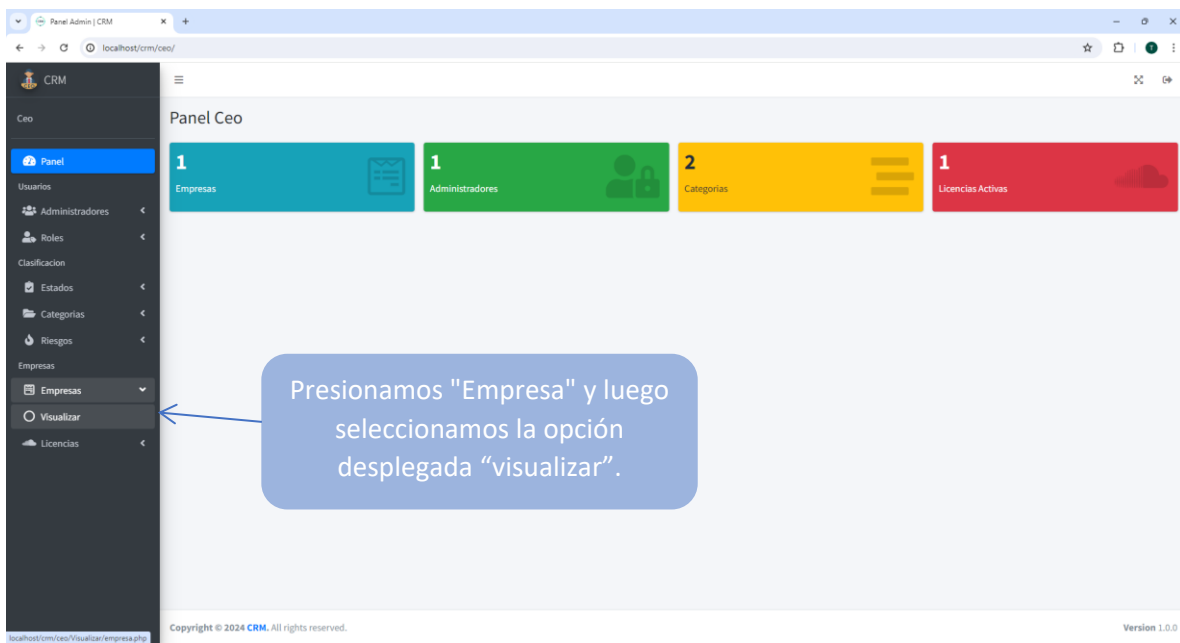 Panel Admin | CRM
localhost/crm/ceo/
CRM
Ceo
Panel
Usuarios
Administradores
Roles
Clasificacion
Estados
Categorias
Riesgos
Empresas
Empresas
Visualizar
Licencias
Panel Ceo
1
Empresas
1
Administradores
2
Categorias
1
Licencias Activas
Presionamos "Empresa" y luego
seleccionamos la opción
desplegada “visualizar”.
Copyright © 2024 CRM. All rights reserved.
Version 1.0.0
localhost/crm/ceo/Visualizar/empresa.php